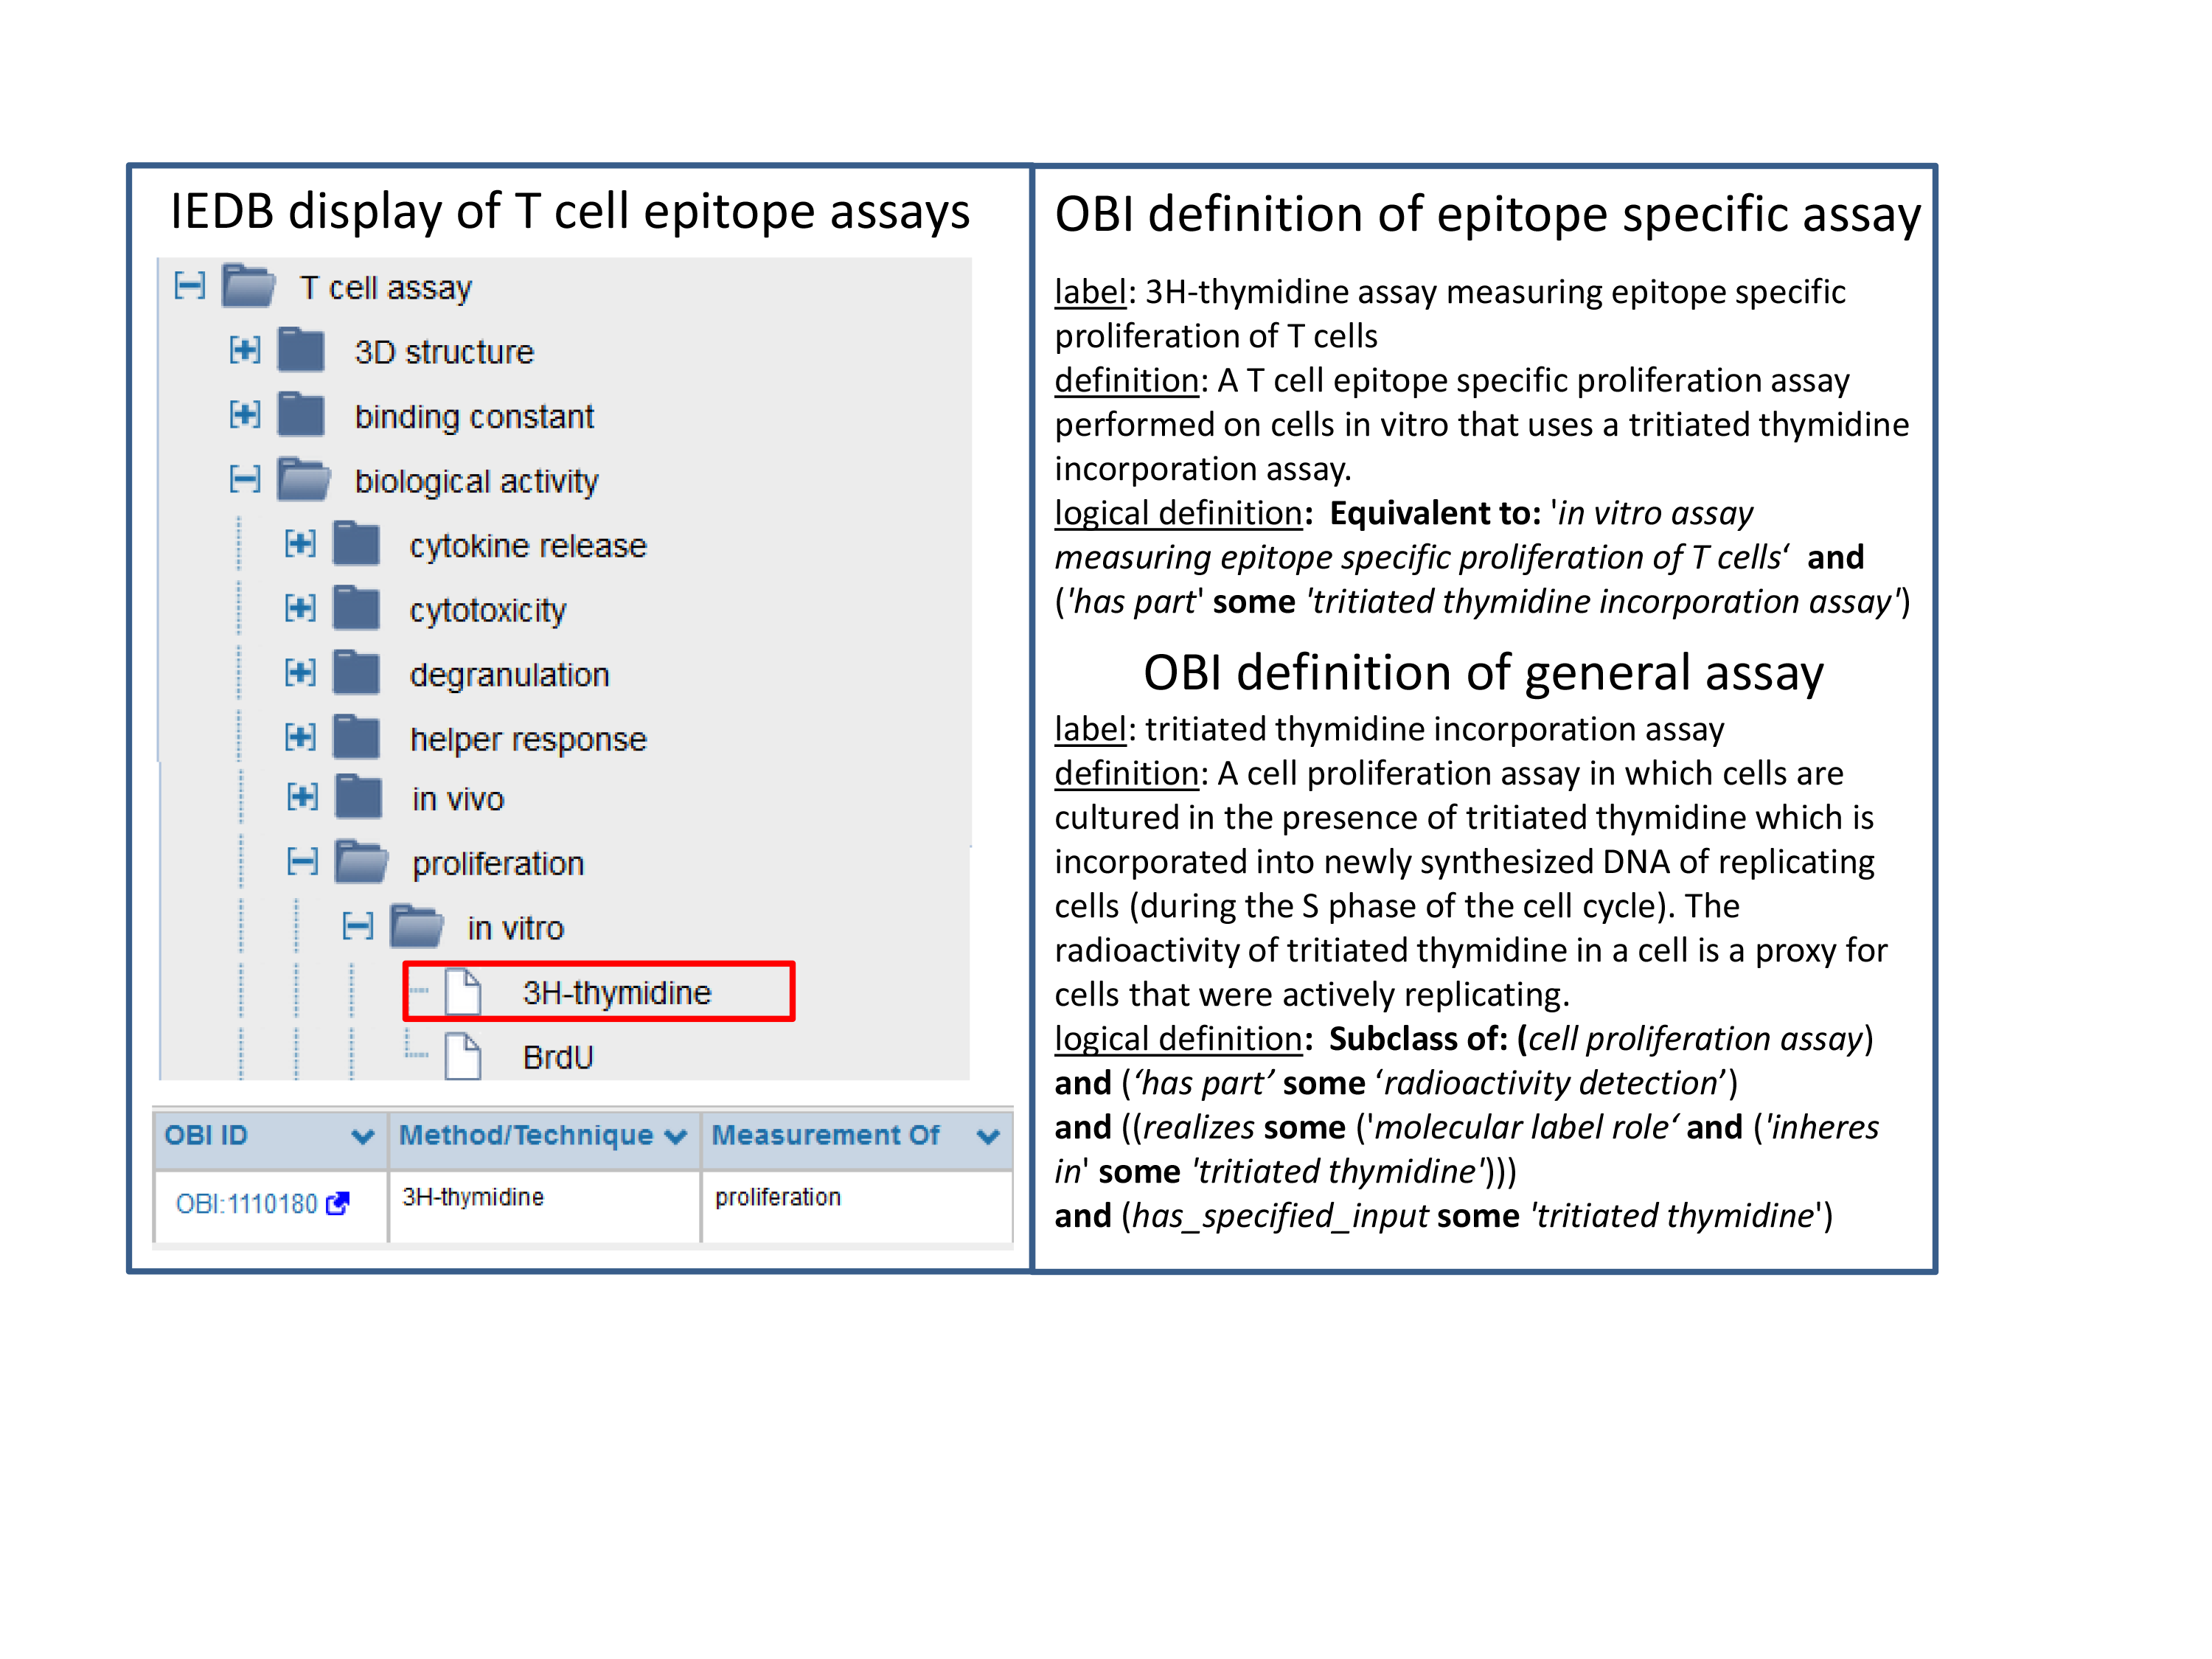 IEDB display of T cell epitope assays
T cell assay
3D structure
binding constant
biological activity
cytokine release
cytotoxicity
degranulation
helper response
in vivo
proliferation
in vitro
3H-thymidine
BrdU
OBI ID Method/Technique Measurement Of
OBI:1110180 3H-thymidine proliferation
OBI definition of epitope specific assay
label: 3H-thymidine assay measuring epitope specific
proliferation of T cells
definition: A T cell epitope specific proliferation assay
performed on cells in vitro that uses a tritiated thymidine
incorporation assay.
logical definition: Equivalent to: 'in vitro assay
measuring epitope specific proliferation of T cells‘ and
('has part' some 'tritiated thymidine incorporation assay')
OBI definition of general assay
label: tritiated thymidine incorporation assay
definition: A cell proliferation assay in which cells are
cultured in the presence of tritiated thymidine which is
incorporated into newly synthesized DNA of replicating
cells (during the S phase of the cell cycle). The
radioactivity of tritiated thymidine in a cell is a proxy for
cells that were actively replicating.
logical definition: Subclass of: (cell proliferation assay)
and (‘has part’ some ‘radioactivity detection’)
and ((realizes some ('molecular label role‘ and ('inheres
in' some 'tritiated thymidine')))
and (has_specified_input some 'tritiated thymidine')